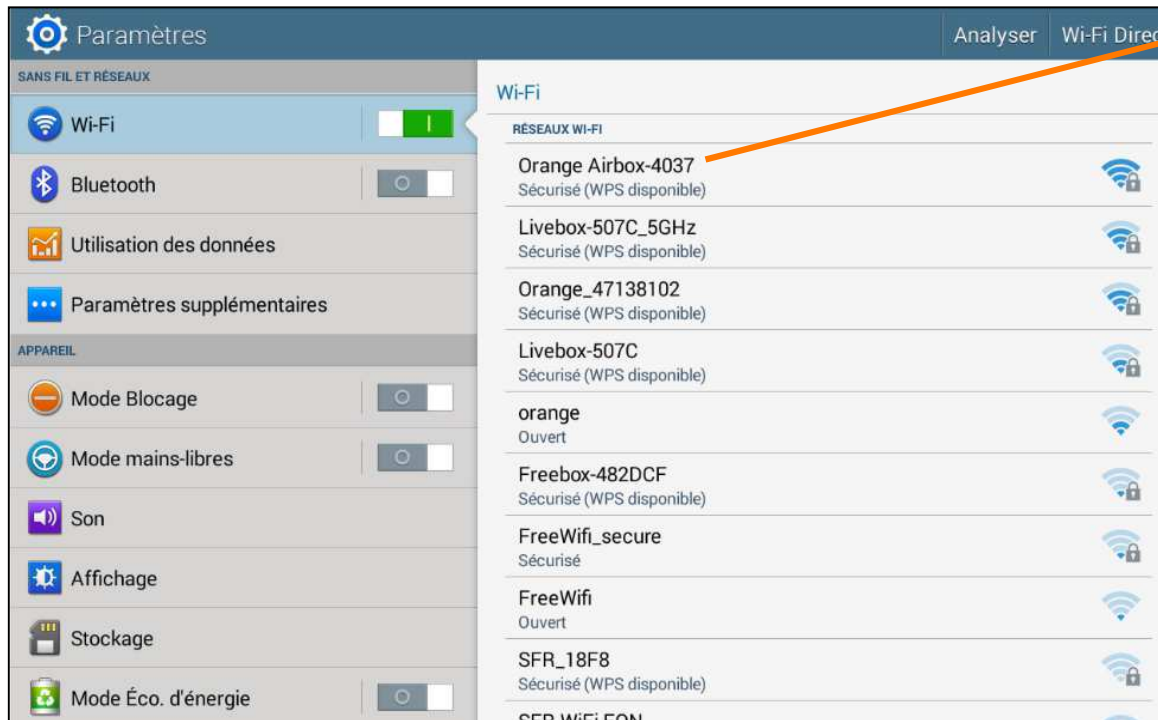 Paramètres
Analyser
Wi-Fi Direc
SANS FIL ET RÉSEAUX
Wi-Fi
Bluetooth
Utilisation des données
Paramètres supplémentaires
APPAREIL
Mode Blocage
Mode mains-libres
Son
Affichage
Stockage
Mode Éco. d'énergie
Wi-Fi
RÉSEAUX WI-FI
Orange Airbox-4037
Sécurisé (WPS disponible)
Livebox-507C_5GHz
Sécurisé (WPS disponible)
Orange_47138102
Sécurisé (WPS disponible)
Livebox-507C
Sécurisé (WPS disponible)
orange
Ouvert
Freebox-482DCF
Sécurisé (WPS disponible)
FreeWifi_secure
Sécurisé
FreeWifi
Ouvert
SFR_18F8
Sécurisé (WPS disponible)
SFR WiFi FON